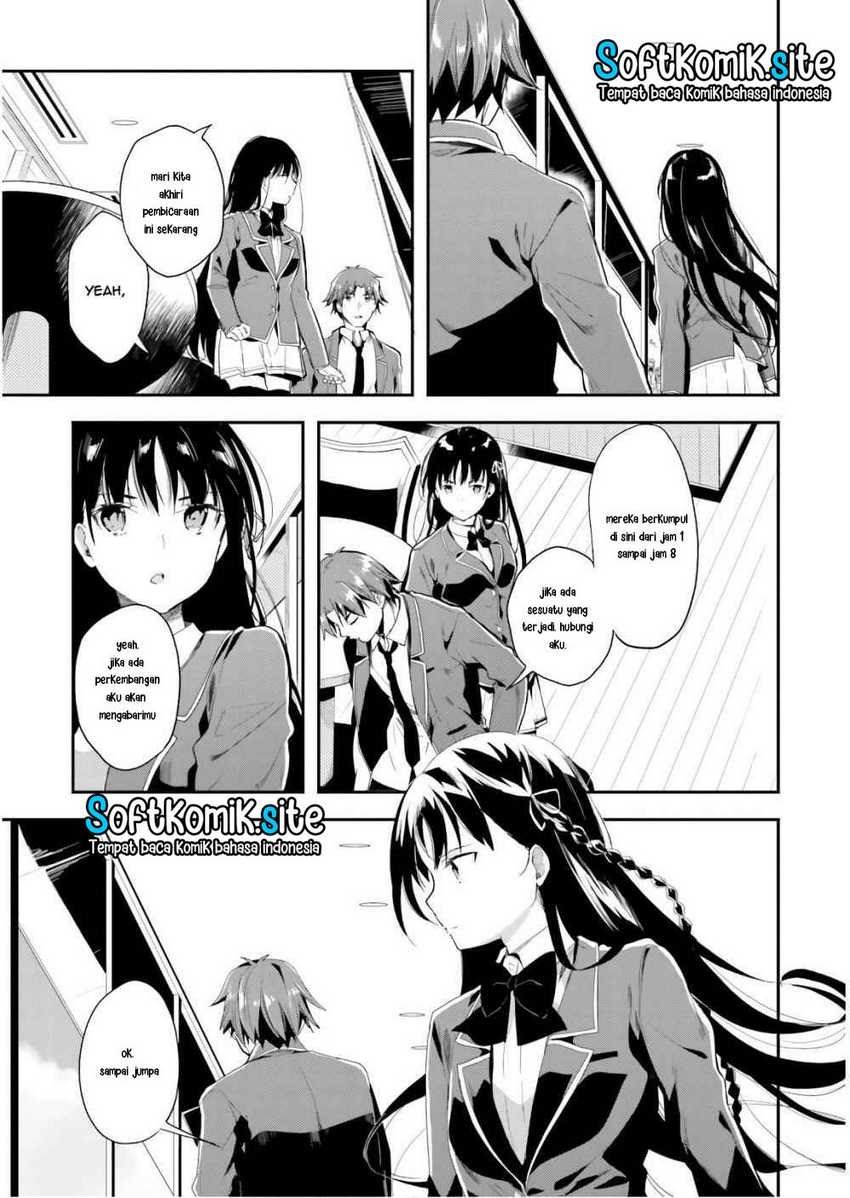 SoftKomiK.site
Tempat baca KomiK bahasa indonesia
mari Kita
akhiri
pembicaraan
ini seKarang
YEAH,
mereKa berKumpul
di sini dari jam 1
sampai jam 8
jiKa ada
sesuatu yang
terjadi, hubungi
aKu.
yeah,
jiKa ada
perKembangan
aKu aKan
mengabarimu
SoftKomiK.site
Tempat baca KomiK bahasa indonesia
oK.
sampai jumpa